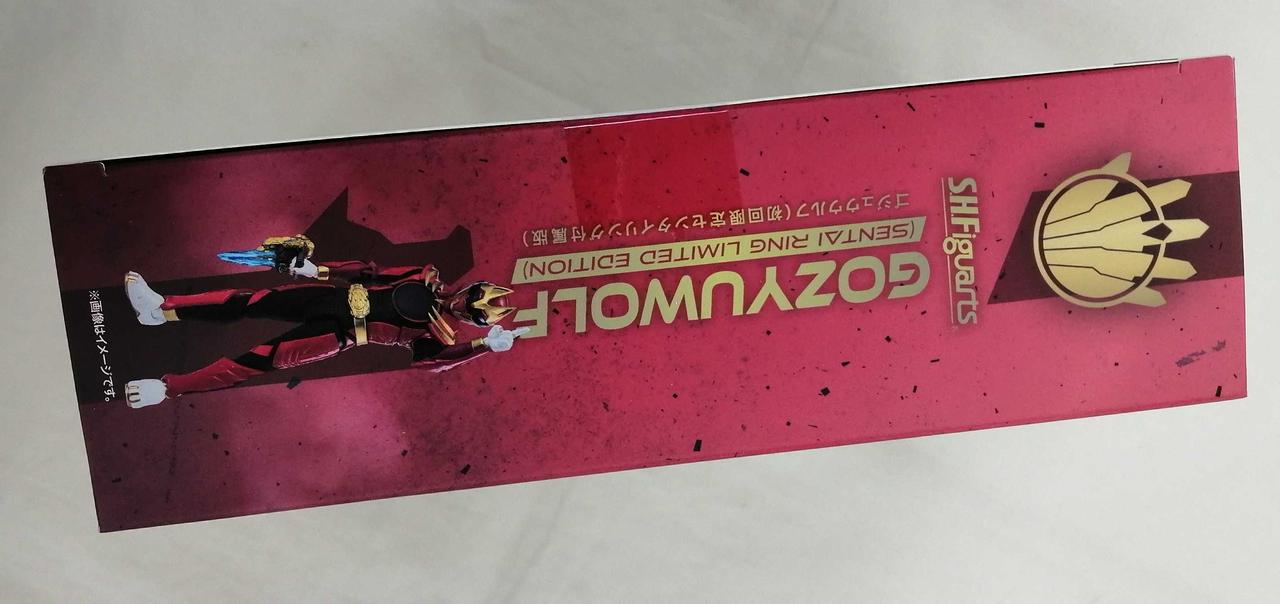 S.H.Figuarts
GOZYUWOLF
(SENTAI RING LIMITED EDITION)
ゴジュウウルフ(初回限定センタイリング付属版)
※画像はイメージです。